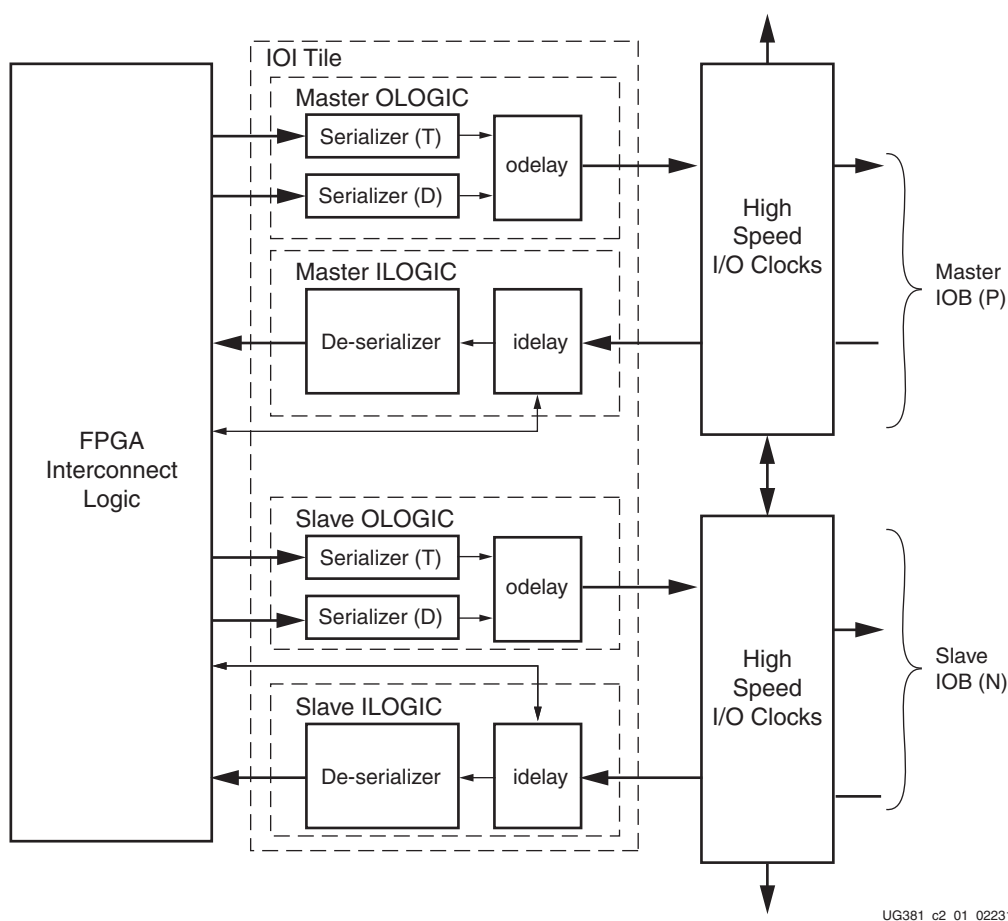 IOI Tile
Master OLOGIC
Serializer (T)
Serializer (D)
odelay
Master ILOGIC
De-serializer
idelay
FPGA
Interconnect
Logic
High
Speed
I/O Clocks
Master
IOB (P)
Slave OLOGIC
Serializer (T)
Serializer (D)
odelay
Slave ILOGIC
De-serializer
idelay
High
Speed
I/O Clocks
Slave
IOB (N)